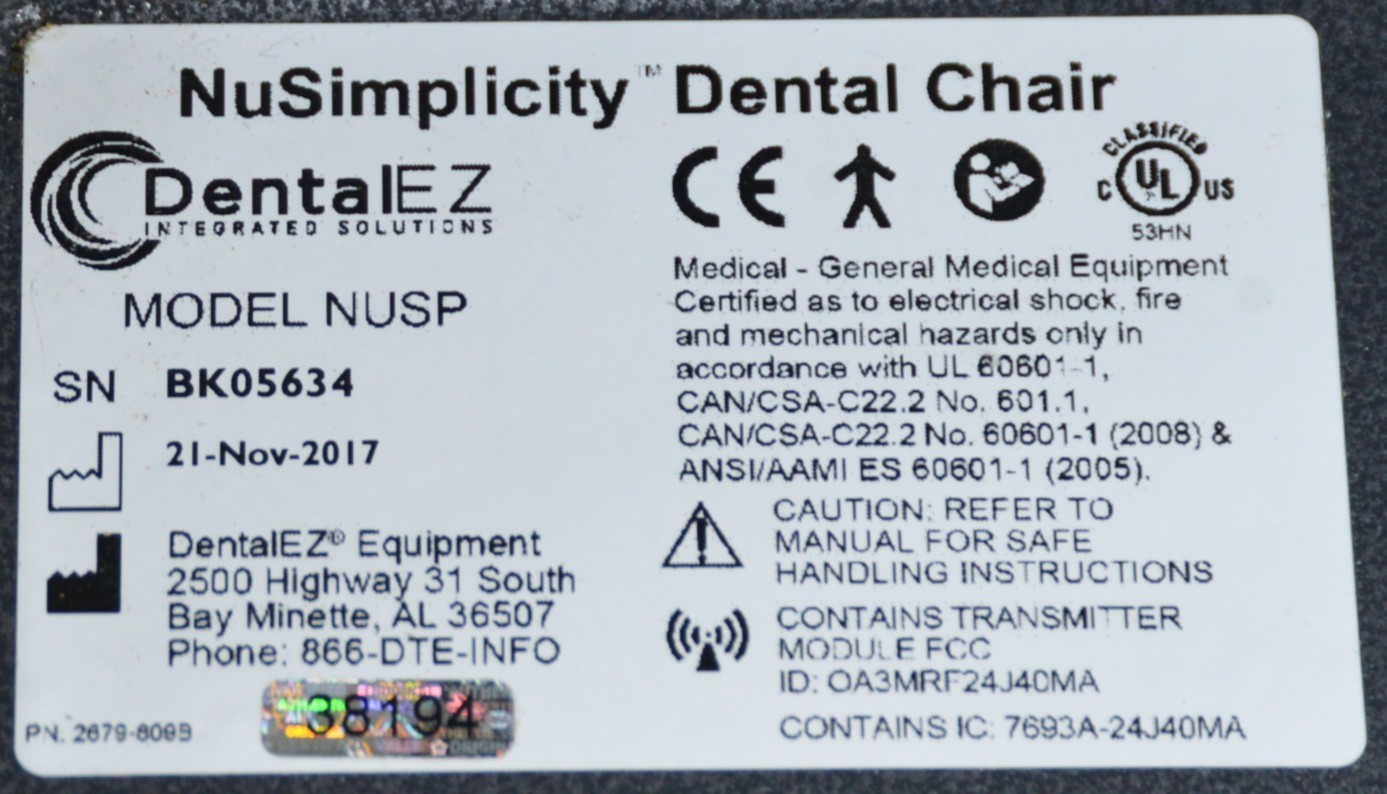 NuSimplicity™ Dental Chair
DentalEZ
INTEGRATED SOLUTIONS
MODEL NUSP
SN BK05634
21-Nov-2017
DentalEZ® Equipment
2500 Highway 31 South
Bay Minette, AL 36507
Phone: 866-DTE-INFO
38194
PN. 2679-609B
CE
CLASSIFIED
C UL US
53HN
Medical - General Medical Equipment
Certified as to electrical shock, fire
and mechanical hazards only in
accordance with UL 60601-1,
CAN/CSA-C22.2 No. 601.1,
CAN/CSA-C22.2 No. 60601-1 (2008) &
ANSI/AAMI ES 60601-1 (2005).
CAUTION: REFER TO
MANUAL FOR SAFE
HANDLING INSTRUCTIONS
CONTAINS TRANSMITTER
MODULE FCC
ID: OA3MRF24J40MA
CONTAINS IC: 7693A-24J40MA